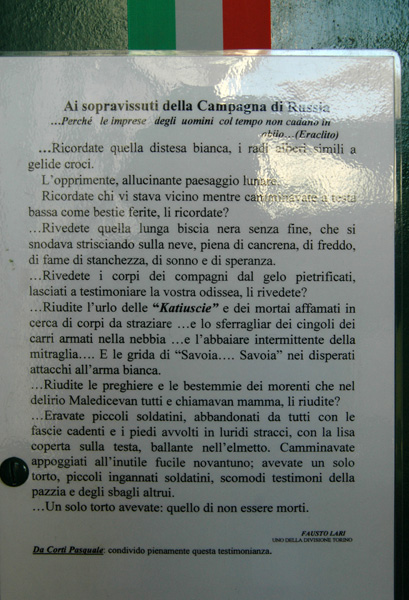 Ai sopravissuti della Campagna di Russia
…Perché le imprese degli uomini col tempo non cadano in
oblio…(Eraclito)
…Ricordate quella distesa bianca, i radi alberi simili a
gelide croci.
L'opprimente, allucinante paesaggio lunare.
Ricordate chi vi stava vicino mentre camminavate a testa
bassa come bestie ferite, li ricordate?
…Rivedete quella lunga biscia nera senza fine, che si
snodava strisciando sulla neve, piena di cancrena, di freddo,
di fame di stanchezza, di sonno e di speranza.
…Rivedete i corpi dei compagni dal gelo pietrificati,
lasciati a testimoniare la vostra odissea, li rivedete?
…Riudite l'urlo delle “Katiuscie” e dei mortai affamati in
cerca di corpi da straziare …e lo sferragliar dei cingoli dei
carri armati nella nebbia …e l'abbaiare intermittente della
mitraglia…. E le grida di “Savoia…. Savoia” nei disperati
attacchi all'arma bianca.
…Riudite le preghiere e le bestemmie dei morenti che nel
delirio Maledicevan tutti e chiamavan mamma, li riudite?
…Eravate piccoli soldatini, abbandonati da tutti con le
fascie cadenti e i piedi avvolti in luridi stracci, con la lisa
coperta sulla testa, ballante nell'elmetto. Camminavate
appoggiati all'inutile fucile novantuno; avevate un solo
torto, piccoli ingannati soldatini, scomodi testimoni della
pazzia e degli sbagli altrui.
…Un solo torto avevate: quello di non essere morti.
FAUSTO LARI
UNO DELLA DIVISIONE TORINO
Da Corti Pasquale: condivido pienamente questa testimonianza.